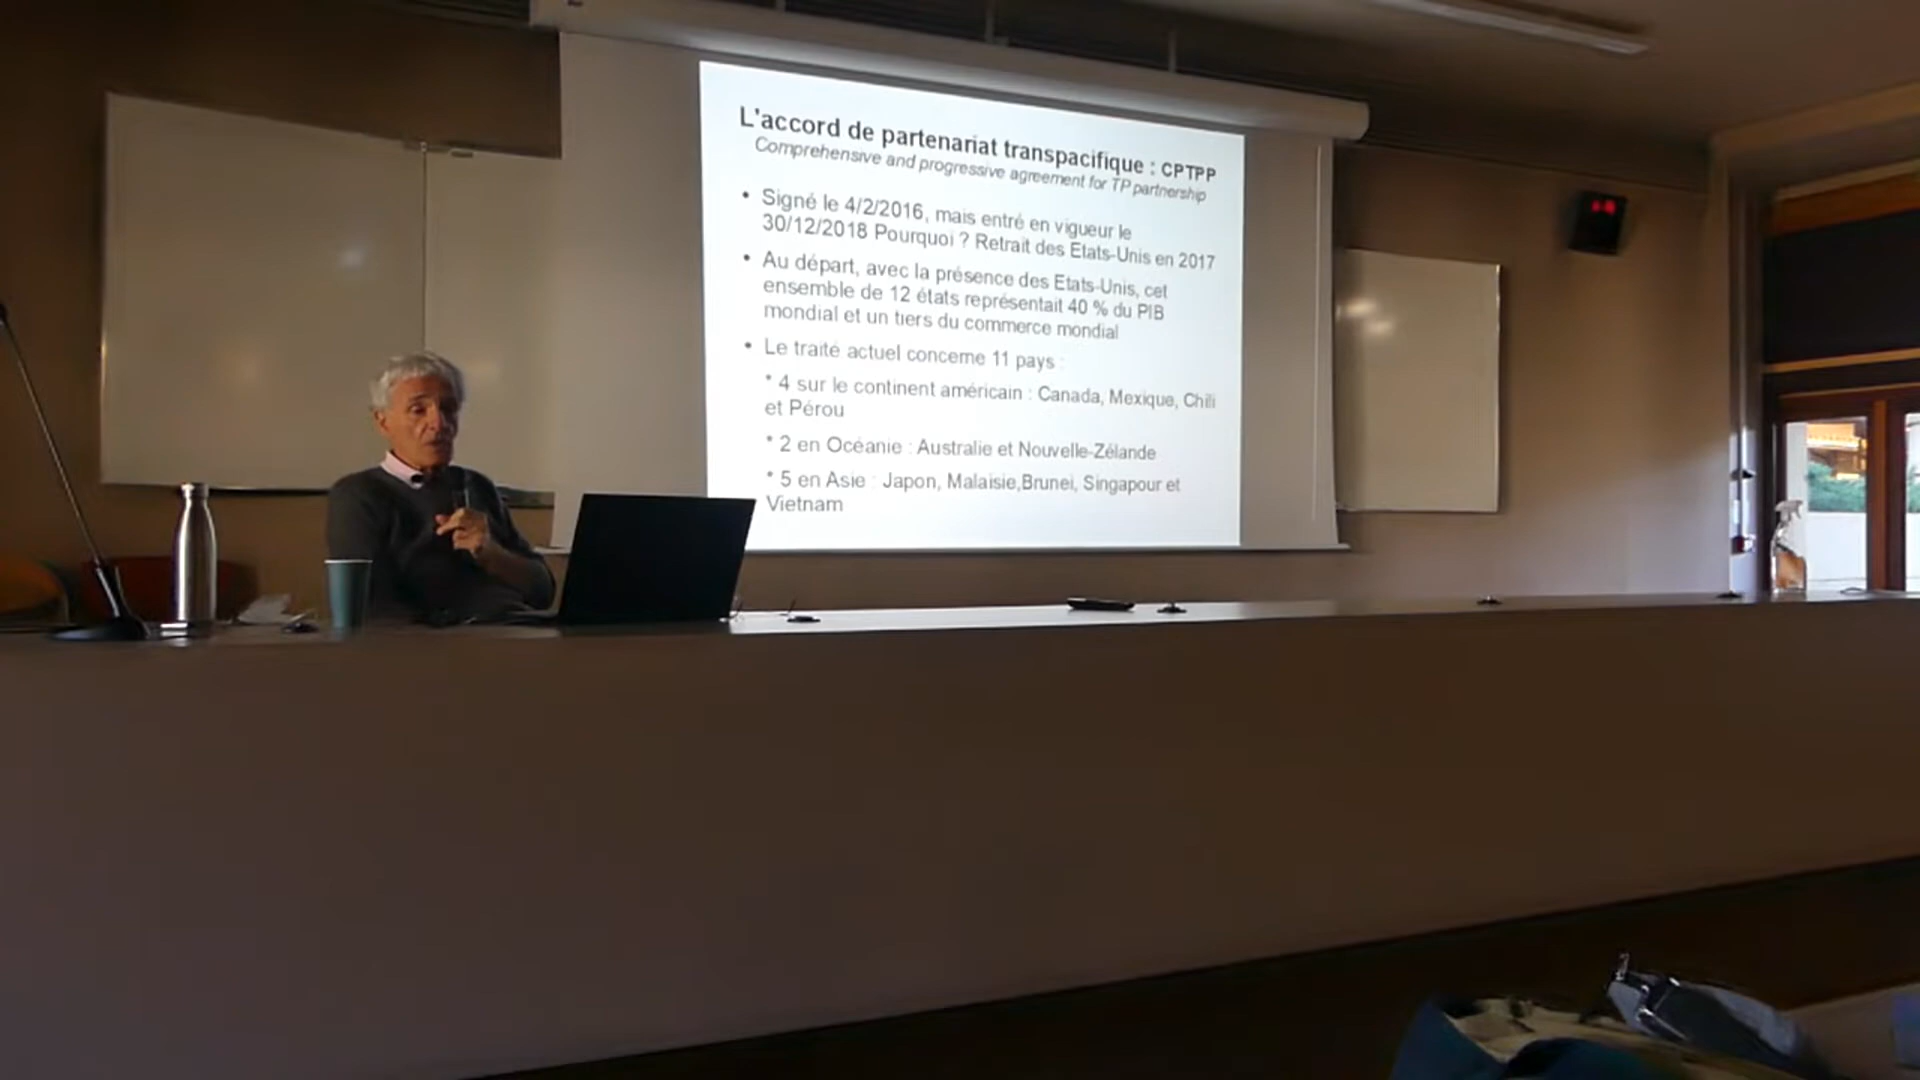 L'accord de partenariat transpacifique : CPTPP
Comprehensive and progressive agreement for TP partnership
• Signé le 4/2/2016, mais entré en vigueur le
30/12/2018 Pourquoi ? Retrait des Etats-Unis en 2017
• Au départ, avec la présence des Etats-Unis, cet
ensemble de 12 états représentait 40 % du PIB
mondial et un tiers du commerce mondial
• Le traité actuel concerne 11 pays :
* 4 sur le continent américain : Canada, Mexique, Chili
et Pérou
* 2 en Océanie : Australie et Nouvelle-Zélande
* 5 en Asie : Japon, Malaisie,Brunei, Singapour et
Vietnam